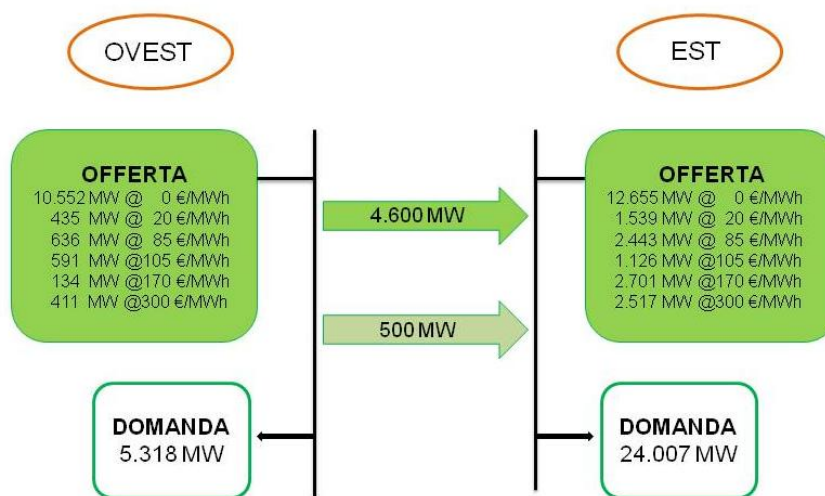 OVEST
EST
OFFERTA
10.552 MW @ 0 €/MWh
435 MW @ 20 €/MWh
636 MW @ 85 €/MWh
591 MW @105 €/MWh
134 MW @170 €/MWh
411 MW @300 €/MWh
4.600 MW
500 MW
OFFERTA
12.655 MW @ 0 €/MWh
1.539 MW @ 20 €/MWh
2.443 MW @ 85 €/MWh
1.126 MW @105 €/MWh
2.701 MW @170 €/MWh
2.517 MW @300 €/MWh
DOMANDA
5.318 MW
DOMANDA
24.007 MW